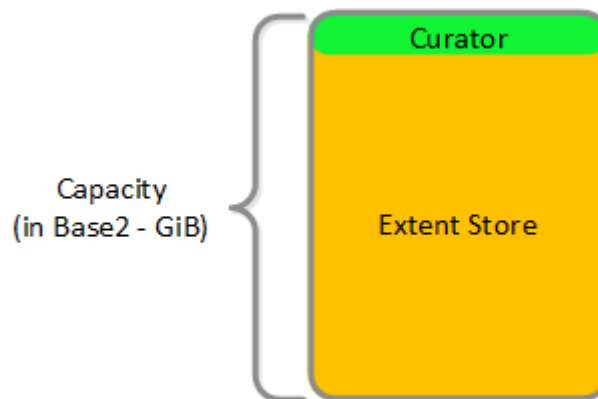 Curator
Capacity
(in Base2 - GiB)
Extent Store